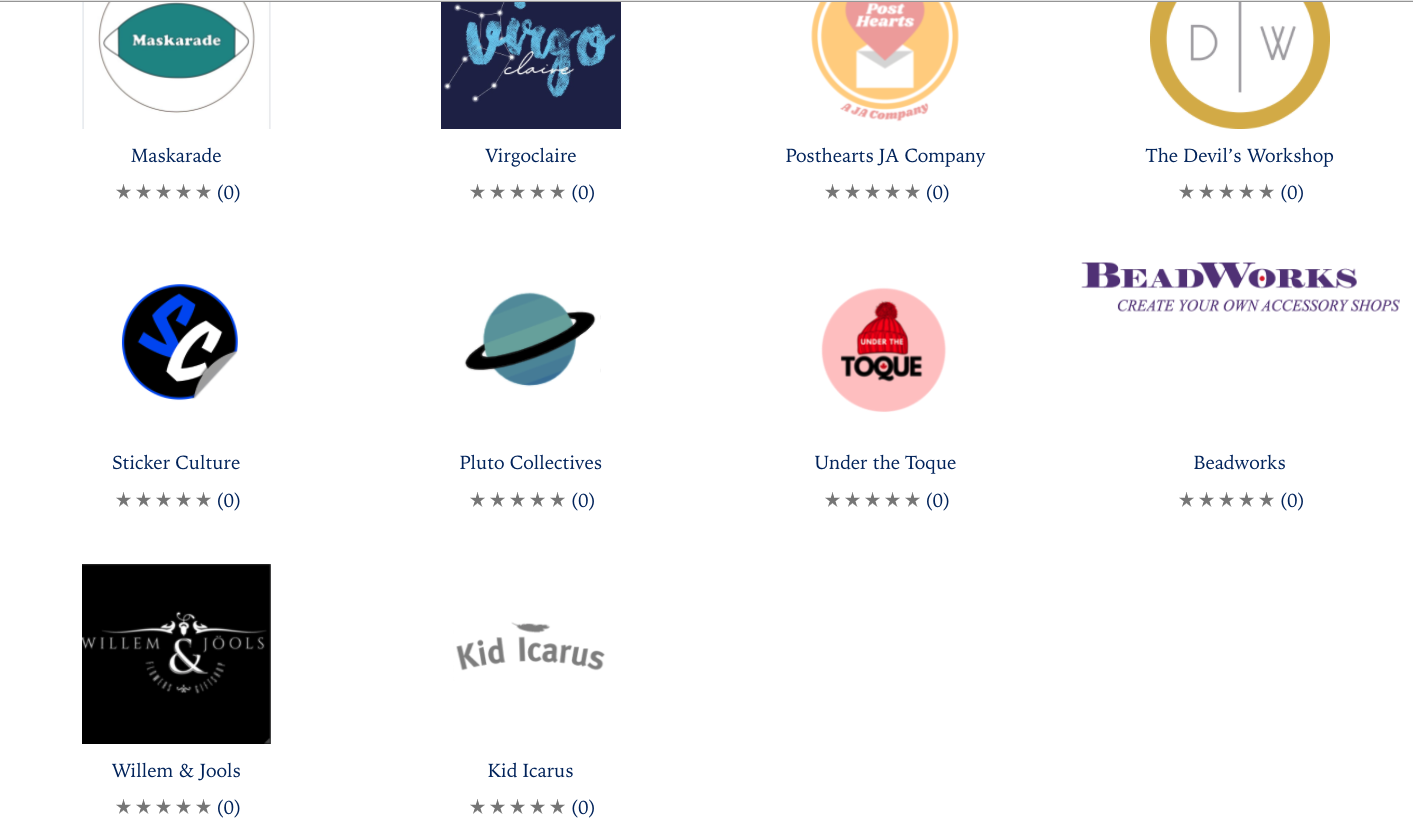 Maskarade
virgo
claire
Post
Hearts
A JA Company
D W
Maskarade
Virgoclaire
Posthearts JA Company
The Devil’s Workshop
★★★★★ (0)
★★★★★ (0)
★★★★★ (0)
★★★★★ (0)
SC
UNDER THE
TOQUE
BEADWORKS
CREATE YOUR OWN ACCESSORY SHOPS
Sticker Culture
Pluto Collectives
Under the Toque
Beadworks
★★★★★ (0)
★★★★★ (0)
★★★★★ (0)
★★★★★ (0)
WILLEM & JÖOLS
FLOWERS GIFTSHOP
Kid Icarus
Willem & Jools
Kid Icarus
★★★★★ (0)
★★★★★ (0)